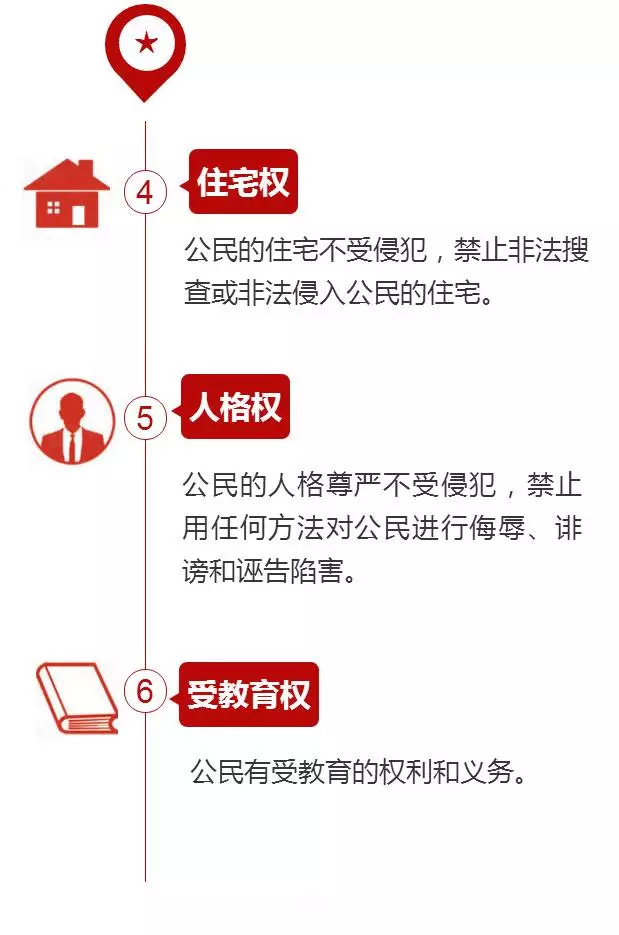 4
住宅权
公民的住宅不受侵犯，禁止非法搜
查或非法侵入公民的住宅。
5
人格权
公民的人格尊严不受侵犯，禁止
用任何方法对公民进行侮辱、诽
谤和诬告陷害。
6
受教育权
公民有受教育的权利和义务。